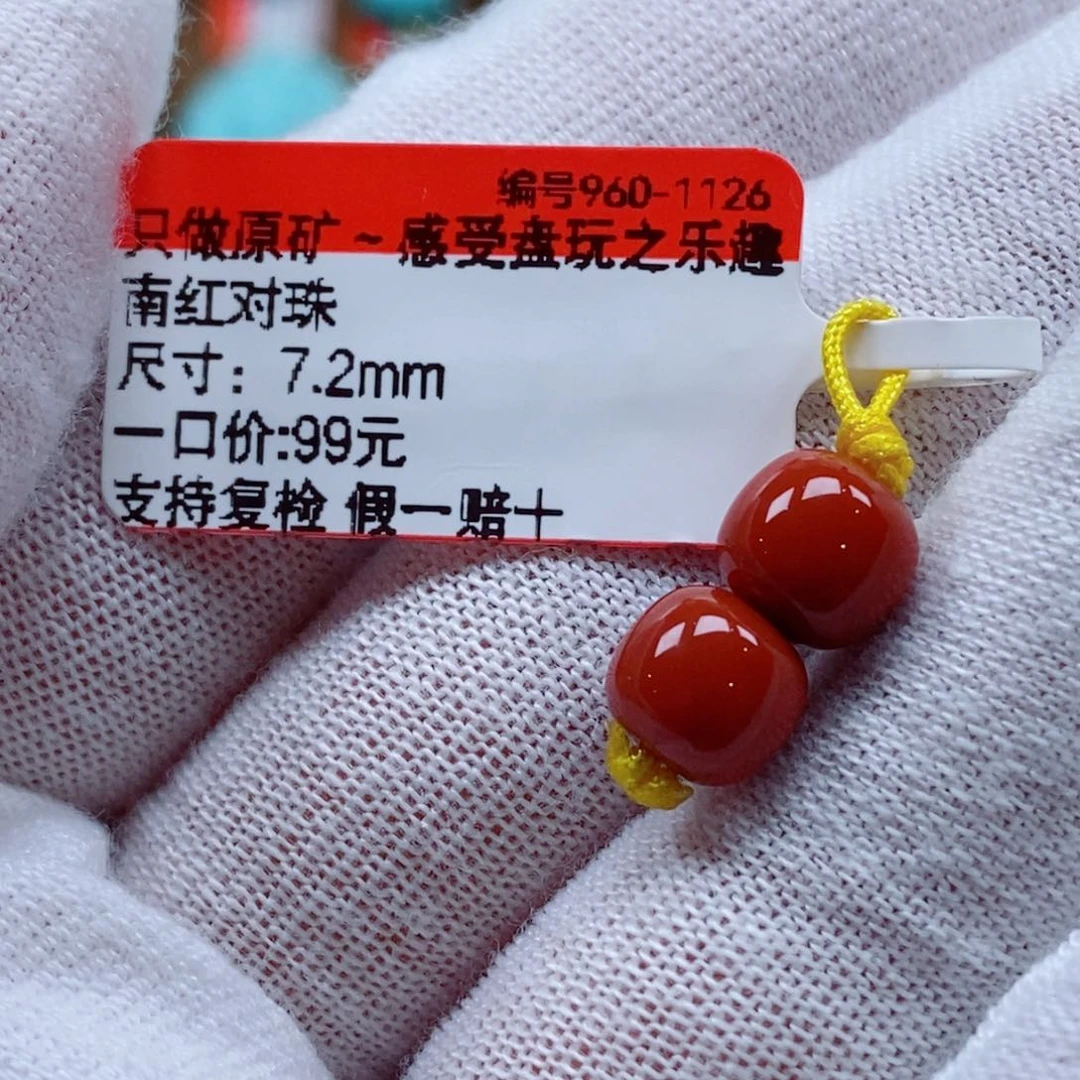 编号960-1126
只做原矿～感受盘玩之乐趣
南红对珠
尺寸：7.2mm
一口价:99元
支持复检 假一赔十